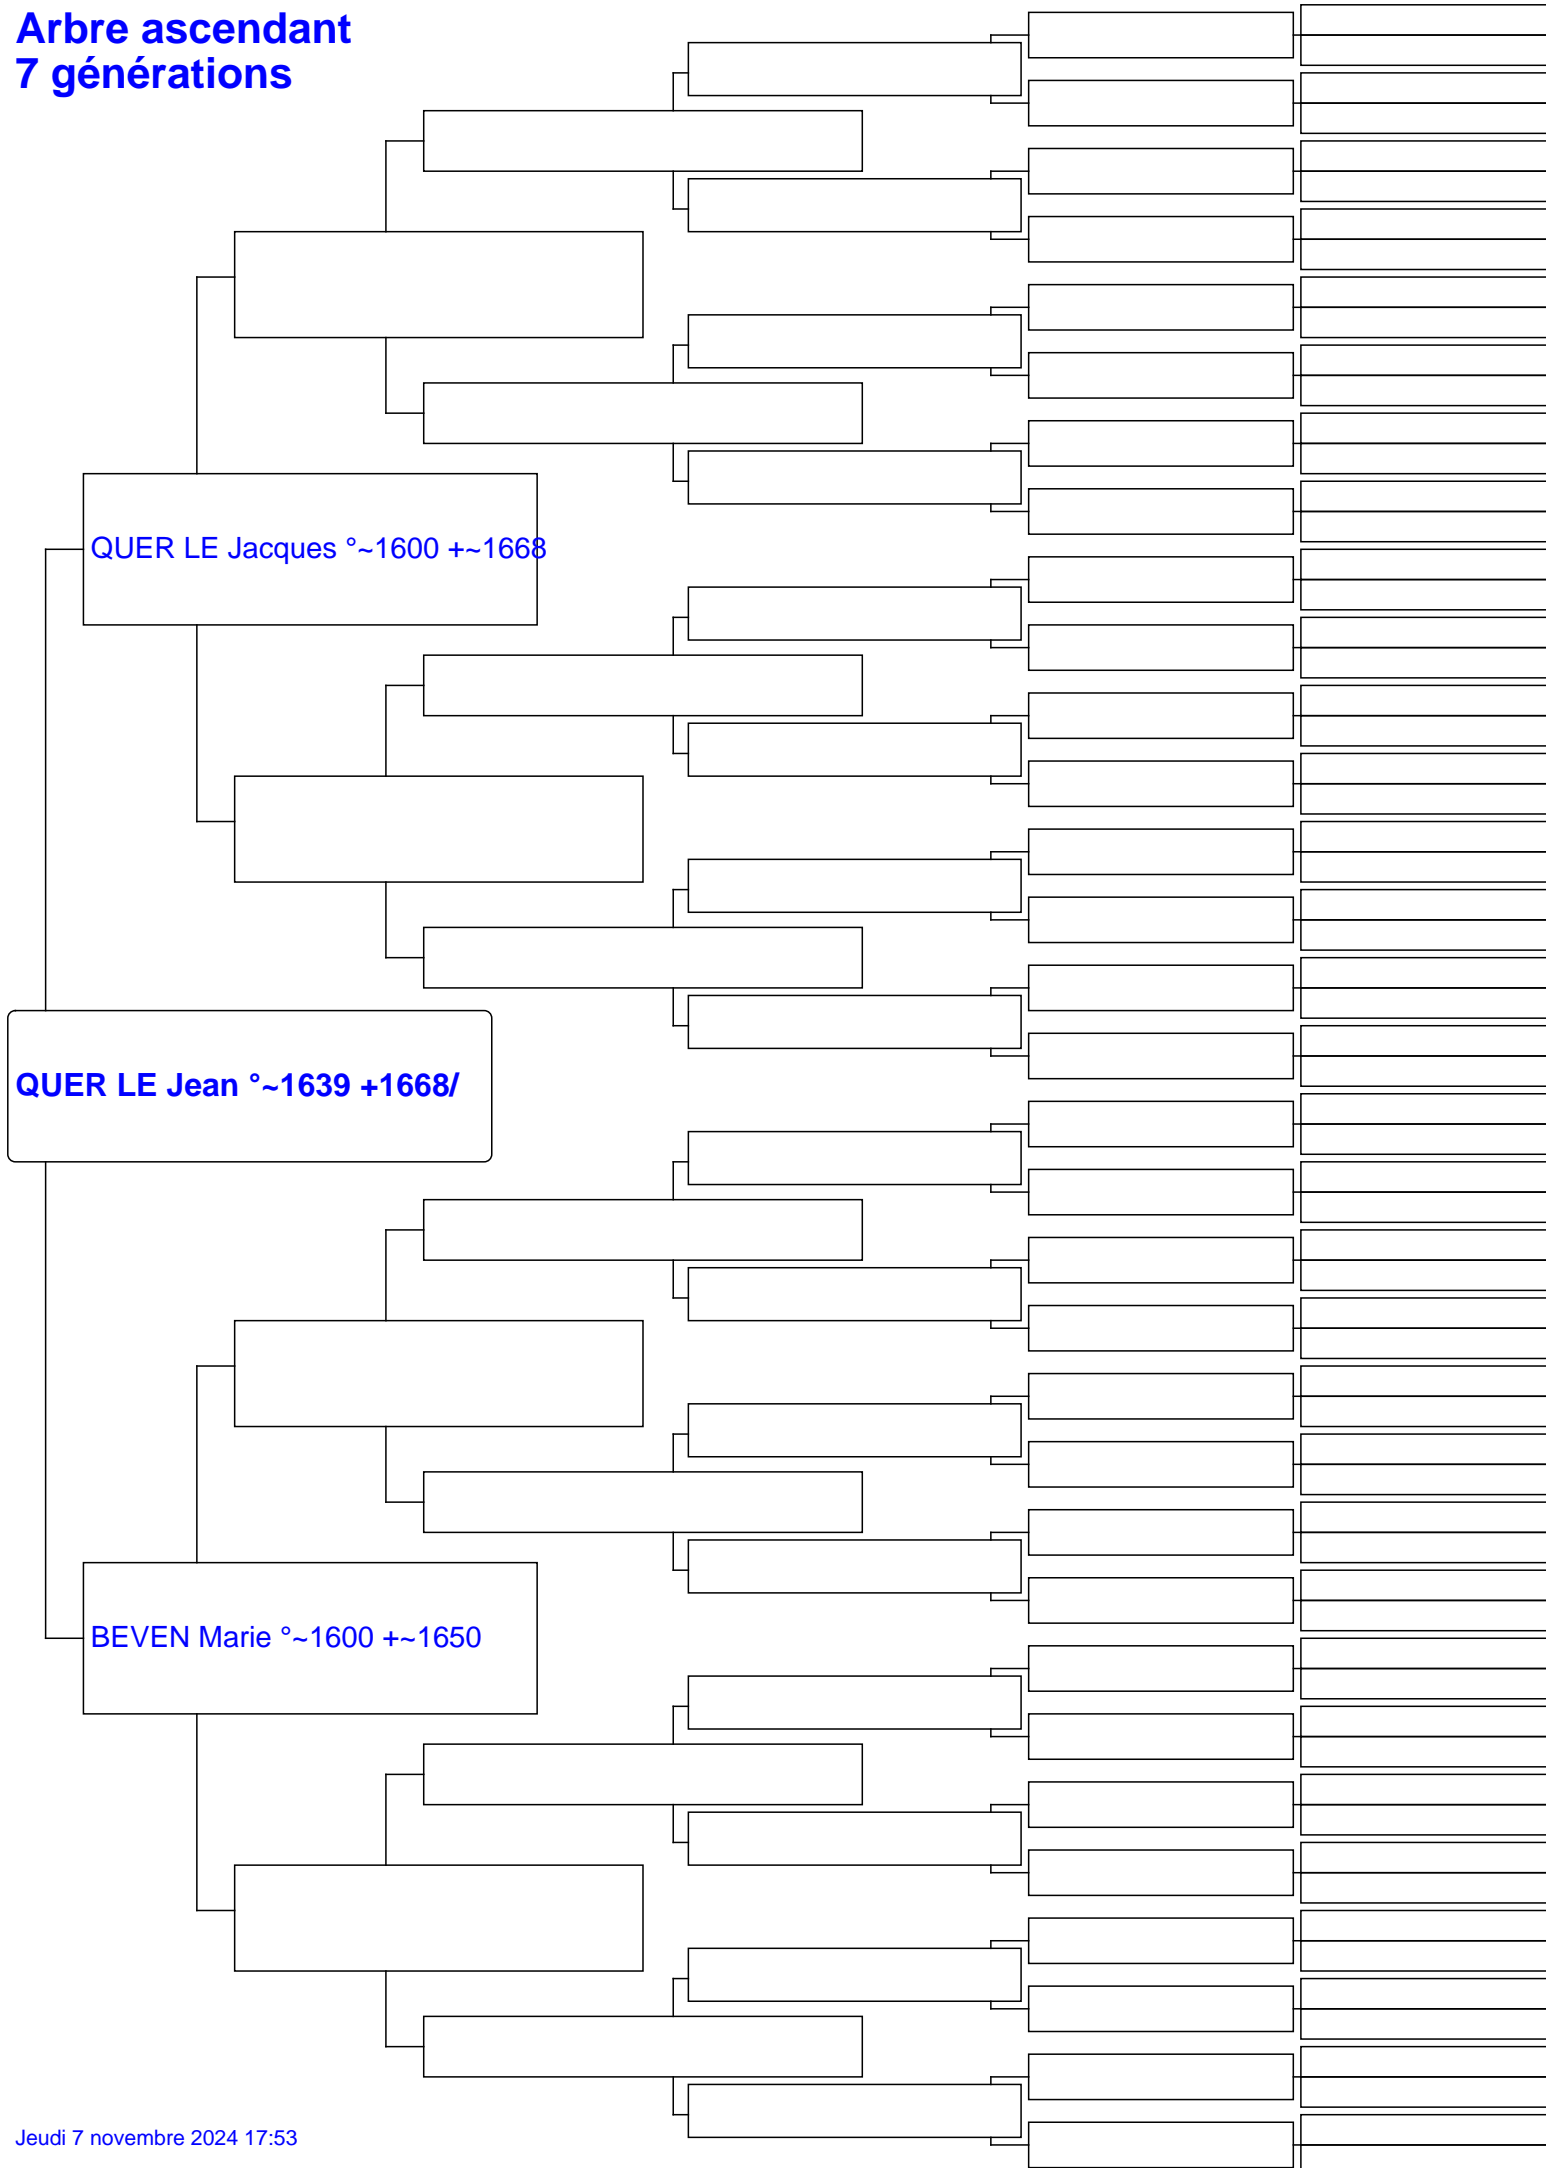 Arbre ascendant
7 générations
QUER LE Jacques °~1600 +~1668
QUER LE Jean °~1639 +1668/
BEVEN Marie °~1600 +~1650
Jeudi 7 novembre 2024 17:53